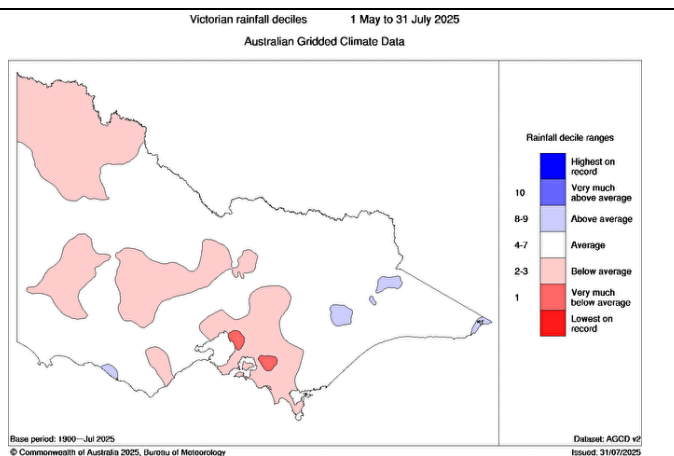 Victorian rainfall deciles 1 May to 31 July 2025
Australian Gridded Climate Data
Rainfall decile ranges
Highest on
record
10 Very much
above average
8-9 Above average
4-7 Average
2-3 Below average
1 Very much
below average
Lowest on
record
Base period: 1900—Jul 2025
Dataset: AGCD v2
© Commonwealth of Australia 2025, Bureau of Meteorology
Issued: 31/07/2025